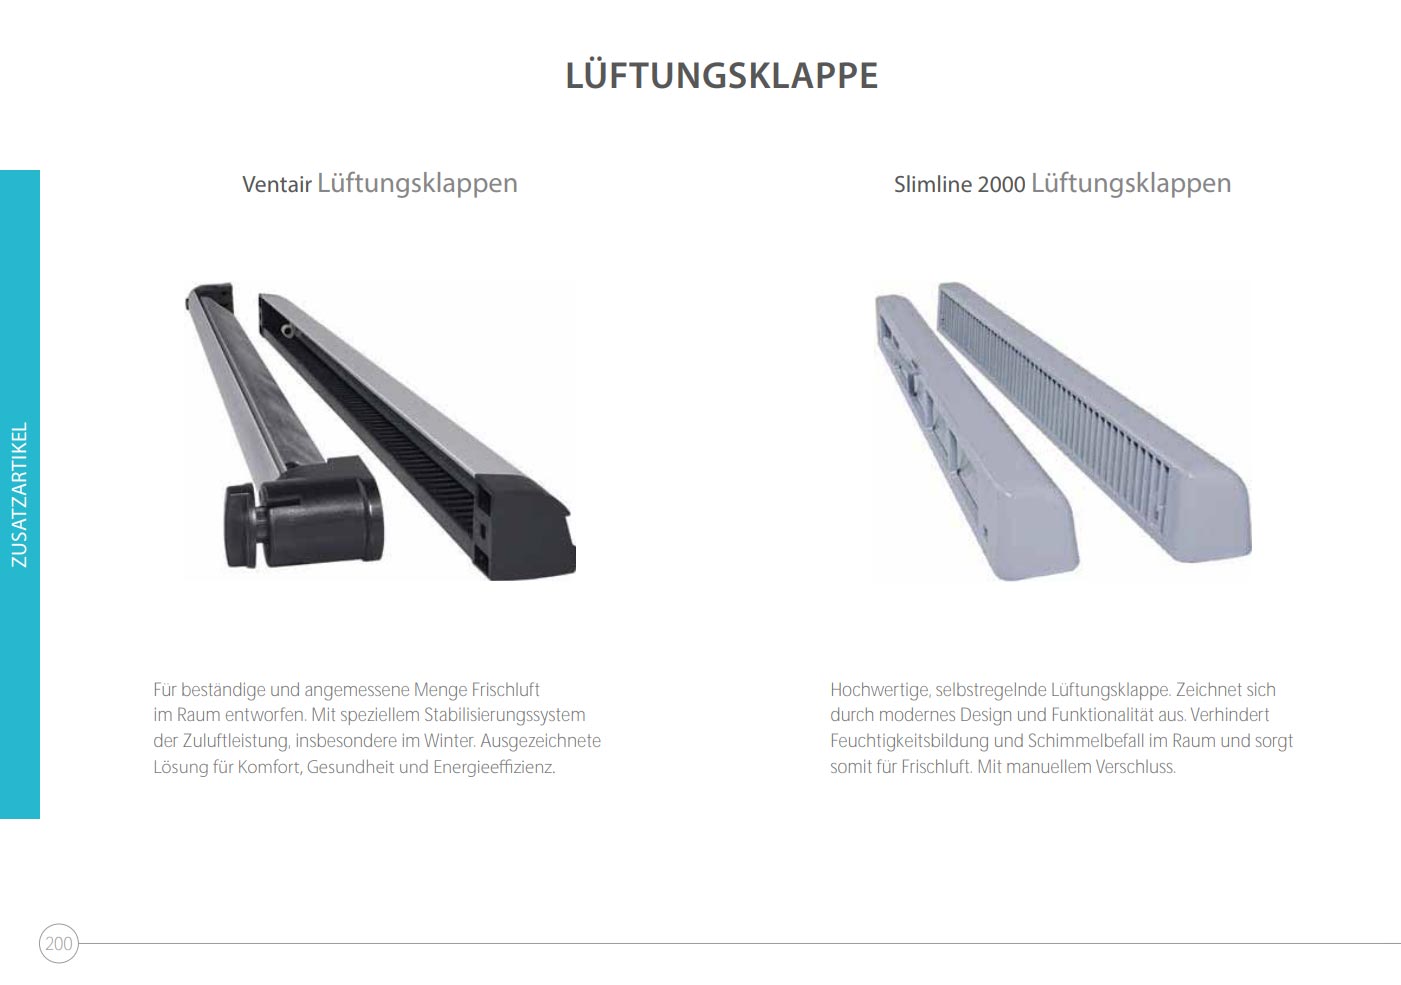 LÜFTUNGSKLAPPE
Ventair Lüftungsklappen
Für beständige und angemessene Menge Frischluft
im Raum entworfen. Mit speziellem Stabilisierungssystem
der Zuluftleistung, insbesondere im Winter. Ausgezeichnete
Lösung für Komfort, Gesundheit und Energieeffizienz.
Slimline 2000 Lüftungsklappen
Hochwertige, selbstregelnde Lüftungsklappe. Zeichnet sich
durch modernes Design und Funktionalität aus. Verhindert
Feuchtigkeitsbildung und Schimmelbefall im Raum und sorgt
somit für Frischluft. Mit manuellem Verschluss.
ZUSATZARTIKEL
200